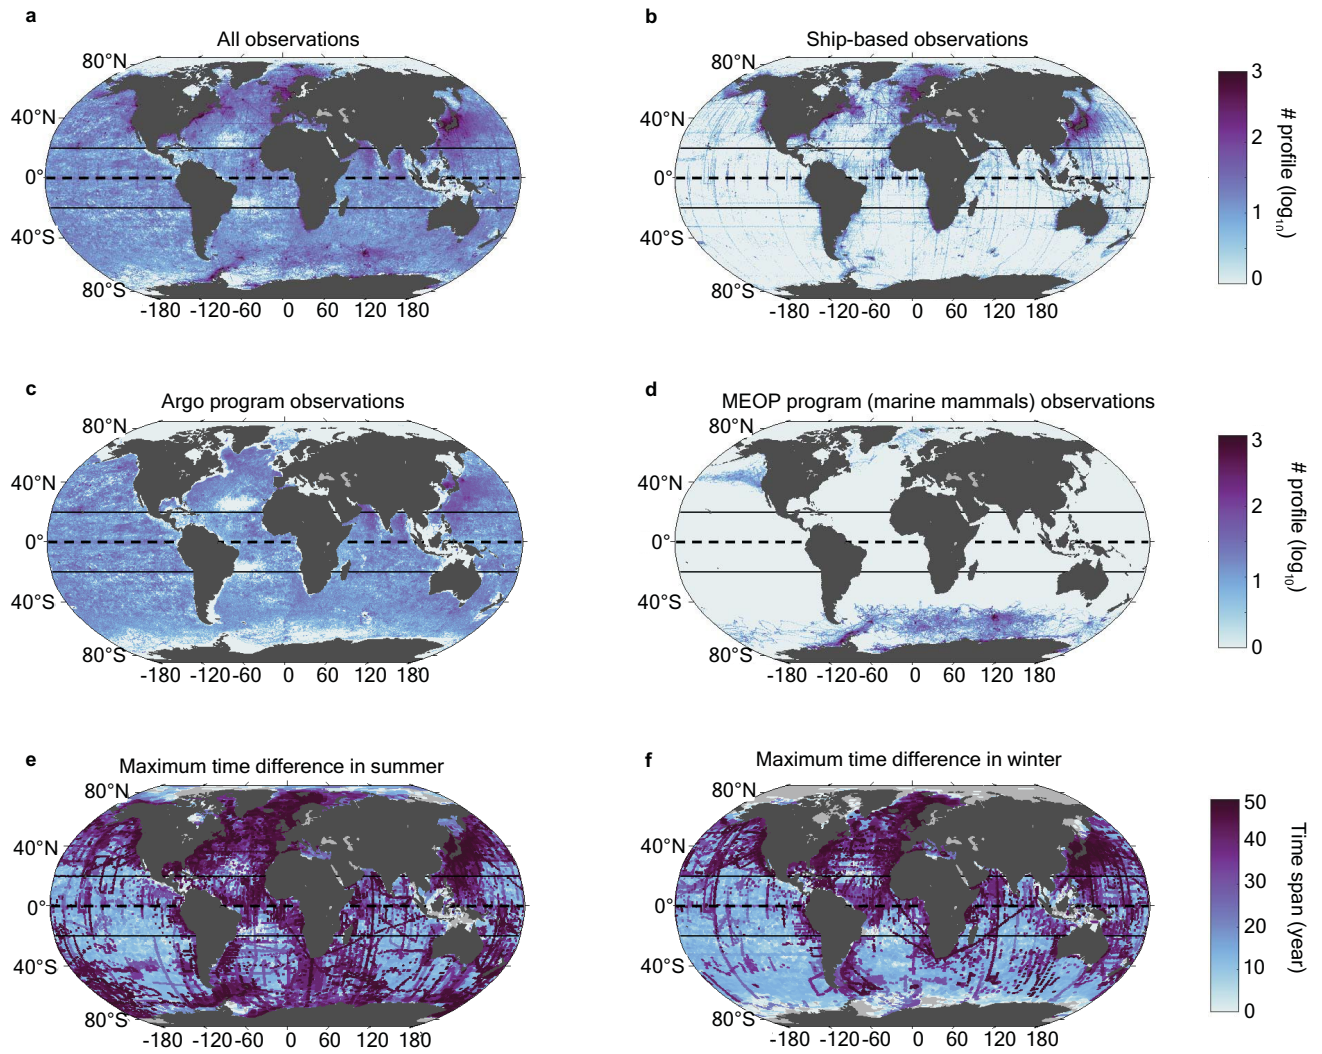 a
All observations
80°N
40°N
0°
40°S
80°S
-180 -120 -60 0 60 120 180
b
Ship-based observations
80°N
40°N
0°
40°S
80°S
-180 -120 -60 0 60 120 180
3
2
1
0
# profile (log₁₀)
c
Argo program observations
80°N
40°N
0°
40°S
80°S
-180 -120 -60 0 60 120 180
d
MEOP program (marine mammals) observations
80°N
40°N
0°
40°S
80°S
-180 -120 -60 0 60 120 180
3
2
1
0
# profile (log₁₀)
e
Maximum time difference in summer
80°N
40°N
0°
40°S
80°S
-180 -120 -60 0 60 120 180
f
Maximum time difference in winter
80°N
40°N
0°
40°S
80°S
-180 -120 -60 0 60 120 180
50
40
30
20
10
0
Time span (year)